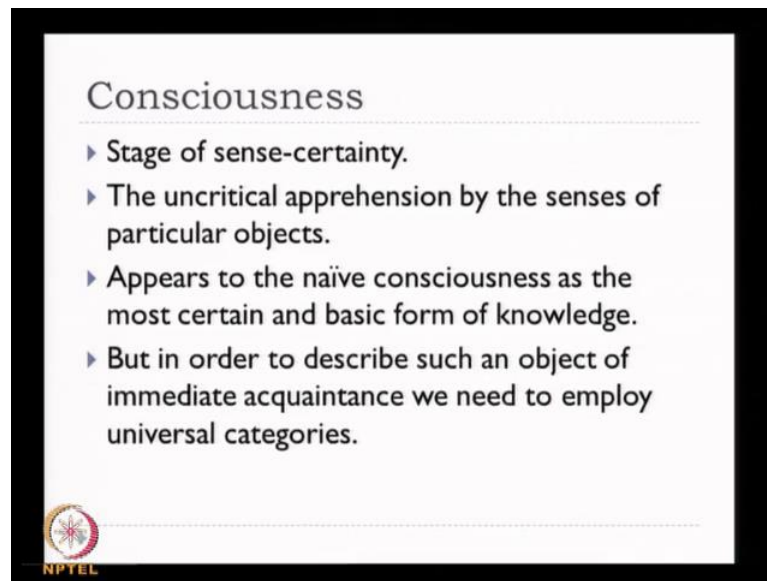 Consciousness
Stage of sense-certainty.
The uncritical apprehension by the senses of
particular objects.
Appears to the naïve consciousness as the
most certain and basic form of knowledge.
But in order to describe such an object of
immediate acquaintance we need to employ
universal categories.
NPTEL